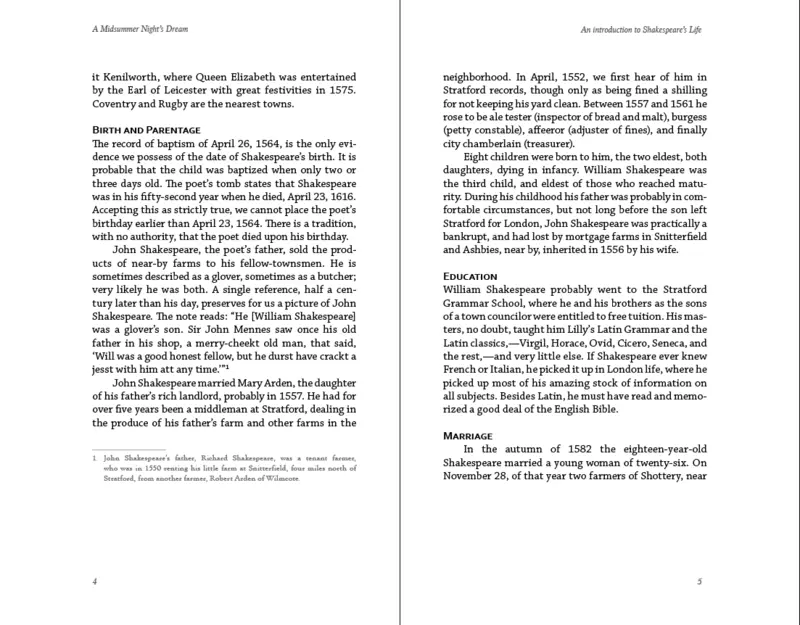 A Midsummer Night's Dream
it Kenilworth, where Queen Elizabeth was entertained
by the Earl of Leicester with great festivities in 1575.
Coventry and Rugby are the nearest towns.
Birth and Parentage
The record of baptism of April 26, 1564, is the only evi-
dence we possess of the date of Shakespeare's birth. It is
probable that the child was baptized when only two or
three days old. The poet's tomb states that Shakespeare
was in his fifty-second year when he died, April 23, 1616.
Accepting this as strictly true, we cannot place the poet's
birthday earlier than April 23, 1564. There is a tradition,
with no authority, that the poet died upon his birthday.
John Shakespeare, the poet's father, sold the prod-
ucts of near-by farms to his fellow-townsmen. He is
sometimes described as a glover, sometimes as a butcher;
very likely he was both. A single reference, half a cen-
tury later than his day, preserves for us a picture of John
Shakespeare. The note reads: “He [William Shakespeare]
was a glover's son. Sir John Mennes saw once his old
father in his shop, a merry-cheekt old man, that said,
‘Will was a good honest fellow, but he durst have crackt a
jesst with him att any time.’”1
John Shakespeare married Mary Arden, the daughter
of his father's rich landlord, probably in 1557. He had for
over five years been a middleman at Stratford, dealing in
the produce of his father's farm and other farms in the
1 John Shakespeare's father, Richard Shakespeare, was a tenant farmer,
who was in 1550 renting his little farm at Snitterfield, four miles north of
Stratford, from another farmer, Robert Arden of Wilmcote.
4
An introduction to Shakespeare's Life
neighborhood. In April, 1552, we first hear of him in
Stratford records, though only as being fined a shilling
for not keeping his yard clean. Between 1557 and 1561 he
rose to be ale tester (inspector of bread and malt), burgess
(petty constable), affeeror (adjuster of fines), and finally
city chamberlain (treasurer).
Eight children were born to him, the two eldest, both
daughters, dying in infancy. William Shakespeare was
the third child, and eldest of those who reached matu-
rity. During his childhood his father was probably in com-
fortable circumstances, but not long before the son left
Stratford for London, John Shakespeare was practically a
bankrupt, and had lost by mortgage farms in Snitterfield
and Ashbies, near by, inherited in 1556 by his wife.
Education
William Shakespeare probably went to the Stratford
Grammar School, where he and his brothers as the sons
of a town councilor were entitled to free tuition. His mas-
ters, no doubt, taught him Lilly's Latin Grammar and the
Latin classics,—Virgil, Horace, Ovid, Cicero, Seneca, and
the rest,—and very little else. If Shakespeare ever knew
French or Italian, he picked it up in London life, where he
picked up most of his amazing stock of information on
all subjects. Besides Latin, he must have read and memo-
rized a good deal of the English Bible.
Marriage
In the autumn of 1582 the eighteen-year-old
Shakespeare married a young woman of twenty-six. On
November 28, of that year two farmers of Shottery, near
5